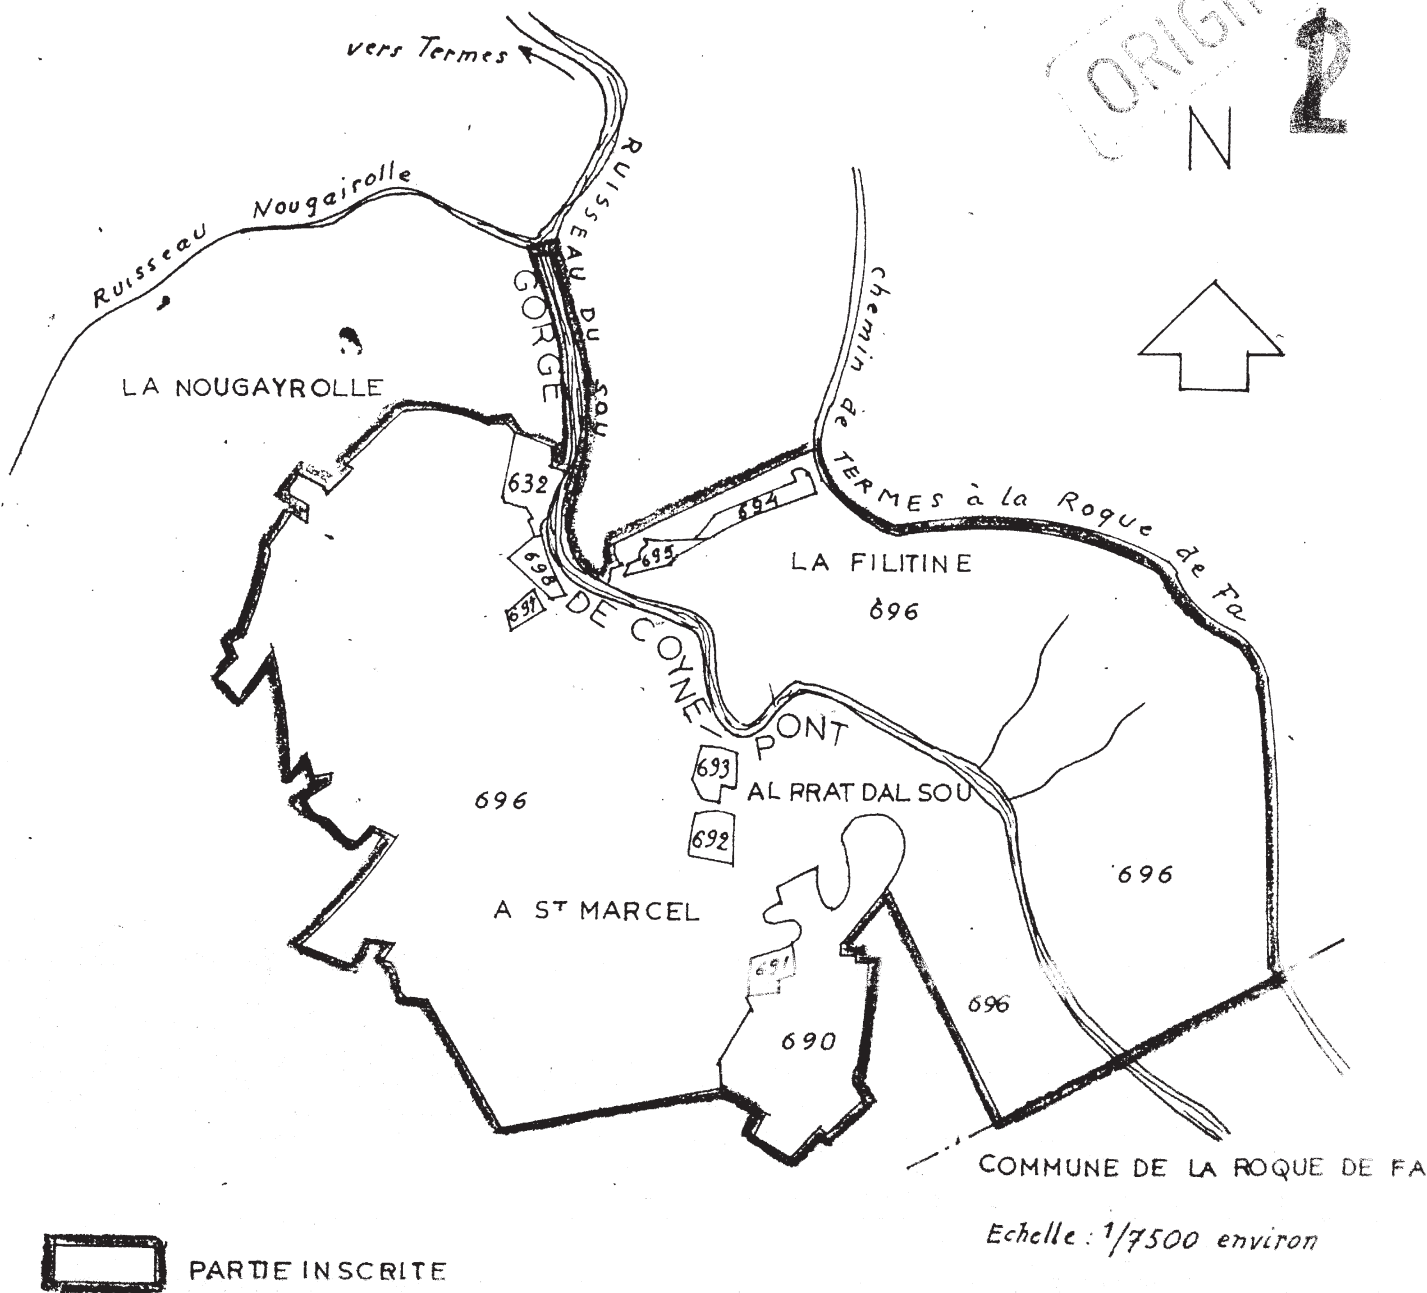 ORIGI
2
vers Termes
N
RUISSEAU DU SOU
Ruisseau Nougairolle
GORGE
chemin de TERMES à la Roque de Fa
LA NOUGAYROLLE
632
694
695
698
LA FILITINE
696
DE COYNE/PONT
693
AL PRAT DAL SOU
696
692
696
A ST MARCEL
691
696
690
COMMUNE DE LA ROQUE DE FA
Echelle : 1/7500 environ
PARTIE INSCRITE